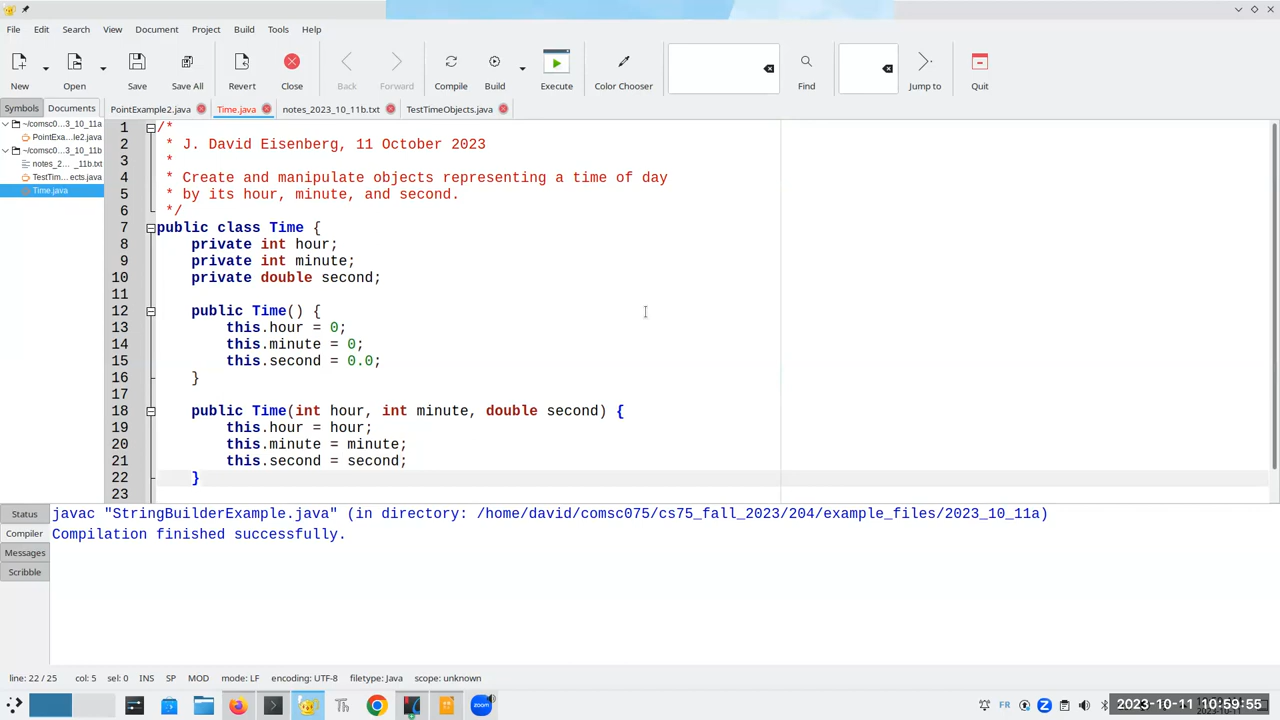 File Edit Search View Document Project Build Tools Help
New Open Save Save All Revert Close Back Forward Compile Build Execute Color Chooser Find Jump to Quit
Symbols Documents PointExample2.java Time.java notes_2023_10_11b.txt TestTimeObjects.java
~/comsc0...3_10_11a
PointExa...le2.java
~/comsc0...3_10_11b
notes_2... _11b.txt
TestTim...ects.java
Time.java
1 /*
2 * J. David Eisenberg, 11 October 2023
3 *
4 * Create and manipulate objects representing a time of day
5 * by its hour, minute, and second.
6 */
7 public class Time {
8 private int hour;
9 private int minute;
10 private double second;
11
12 public Time() {
13 this.hour = 0;
14 this.minute = 0;
15 this.second = 0.0;
16 }
17
18 public Time(int hour, int minute, double second) {
19 this.hour = hour;
20 this.minute = minute;
21 this.second = second;
22 }
23
Status
Compiler
Messages
Scribble
javac "StringBuilderExample.java" (in directory: /home/david/comsc075/cs75_fall_2023/204/example_files/2023_10_11a)
Compilation finished successfully.
line: 22 / 25 col: 5 sel: 0 INS SP MOD mode: LF encoding: UTF-8 filetype: Java scope: unknown
Th zoom FR Z 2023-10-11 10:59:55